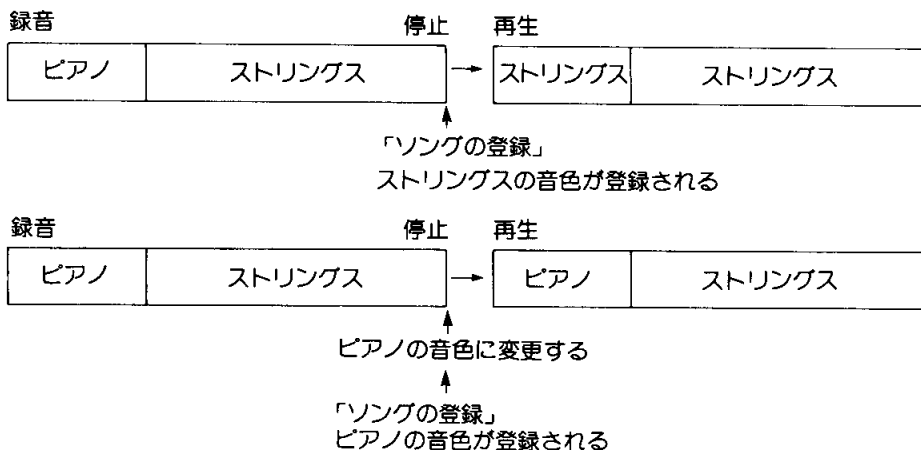 録音 停止 再生
ピアノ ストリングス ストリングス ストリングス
「ソングの登録」
ストリングスの音色が登録される
録音 停止 再生
ピアノ ストリングス ピアノ ストリングス
ピアノの音色に変更する
「ソングの登録」
ピアノの音色が登録される